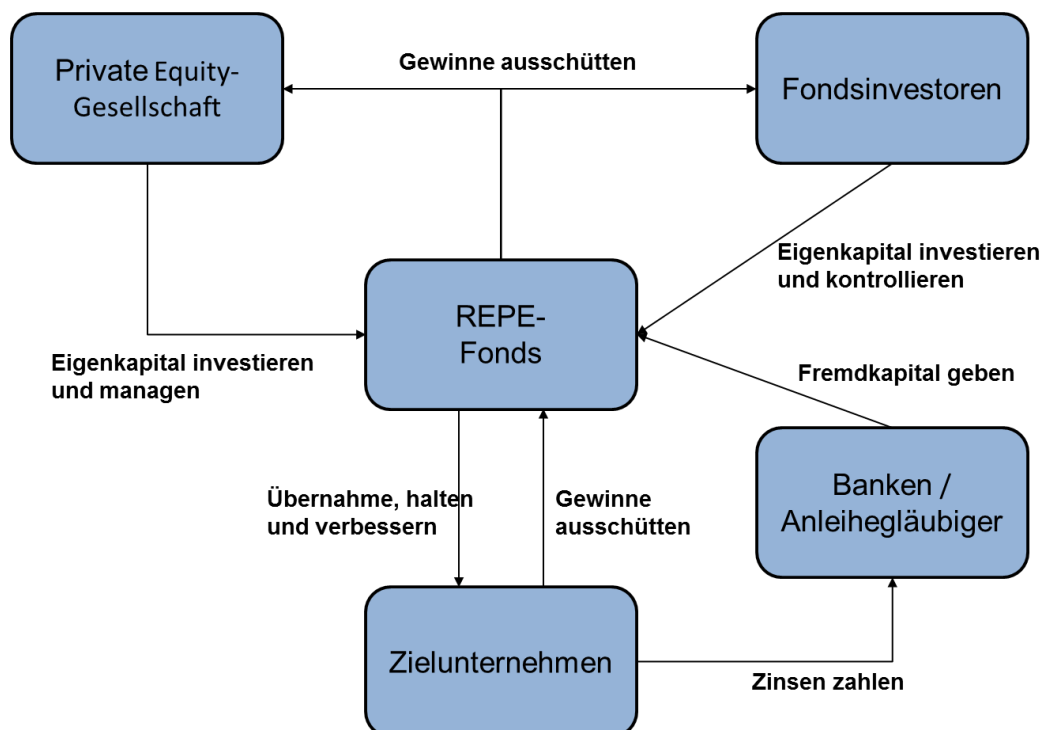 Private Equity-
Gesellschaft
Gewinne ausschütten
Fondsinvestoren
Eigenkapital investieren
und kontrollieren
REPE-
Fonds
Eigenkapital investieren
und managen
Fremdkapital geben
Übernahme, halten
und verbessern
Gewinne
ausschütten
Banken /
Anleihegläubiger
Zielunternehmen
Zinsen zahlen